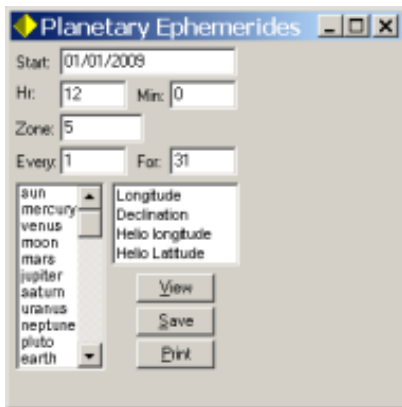 Planetary Ephemerides
Start: 01/01/2009
Hr: 12 Min: 0
Zone: 5
Every: 1 For: 31
sun
mercury
venus
moon
mars
jupiter
saturn
uranus
neptune
pluto
earth
Longitude
Declination
Helio longitude
Helio Latitude
View
Save
Print